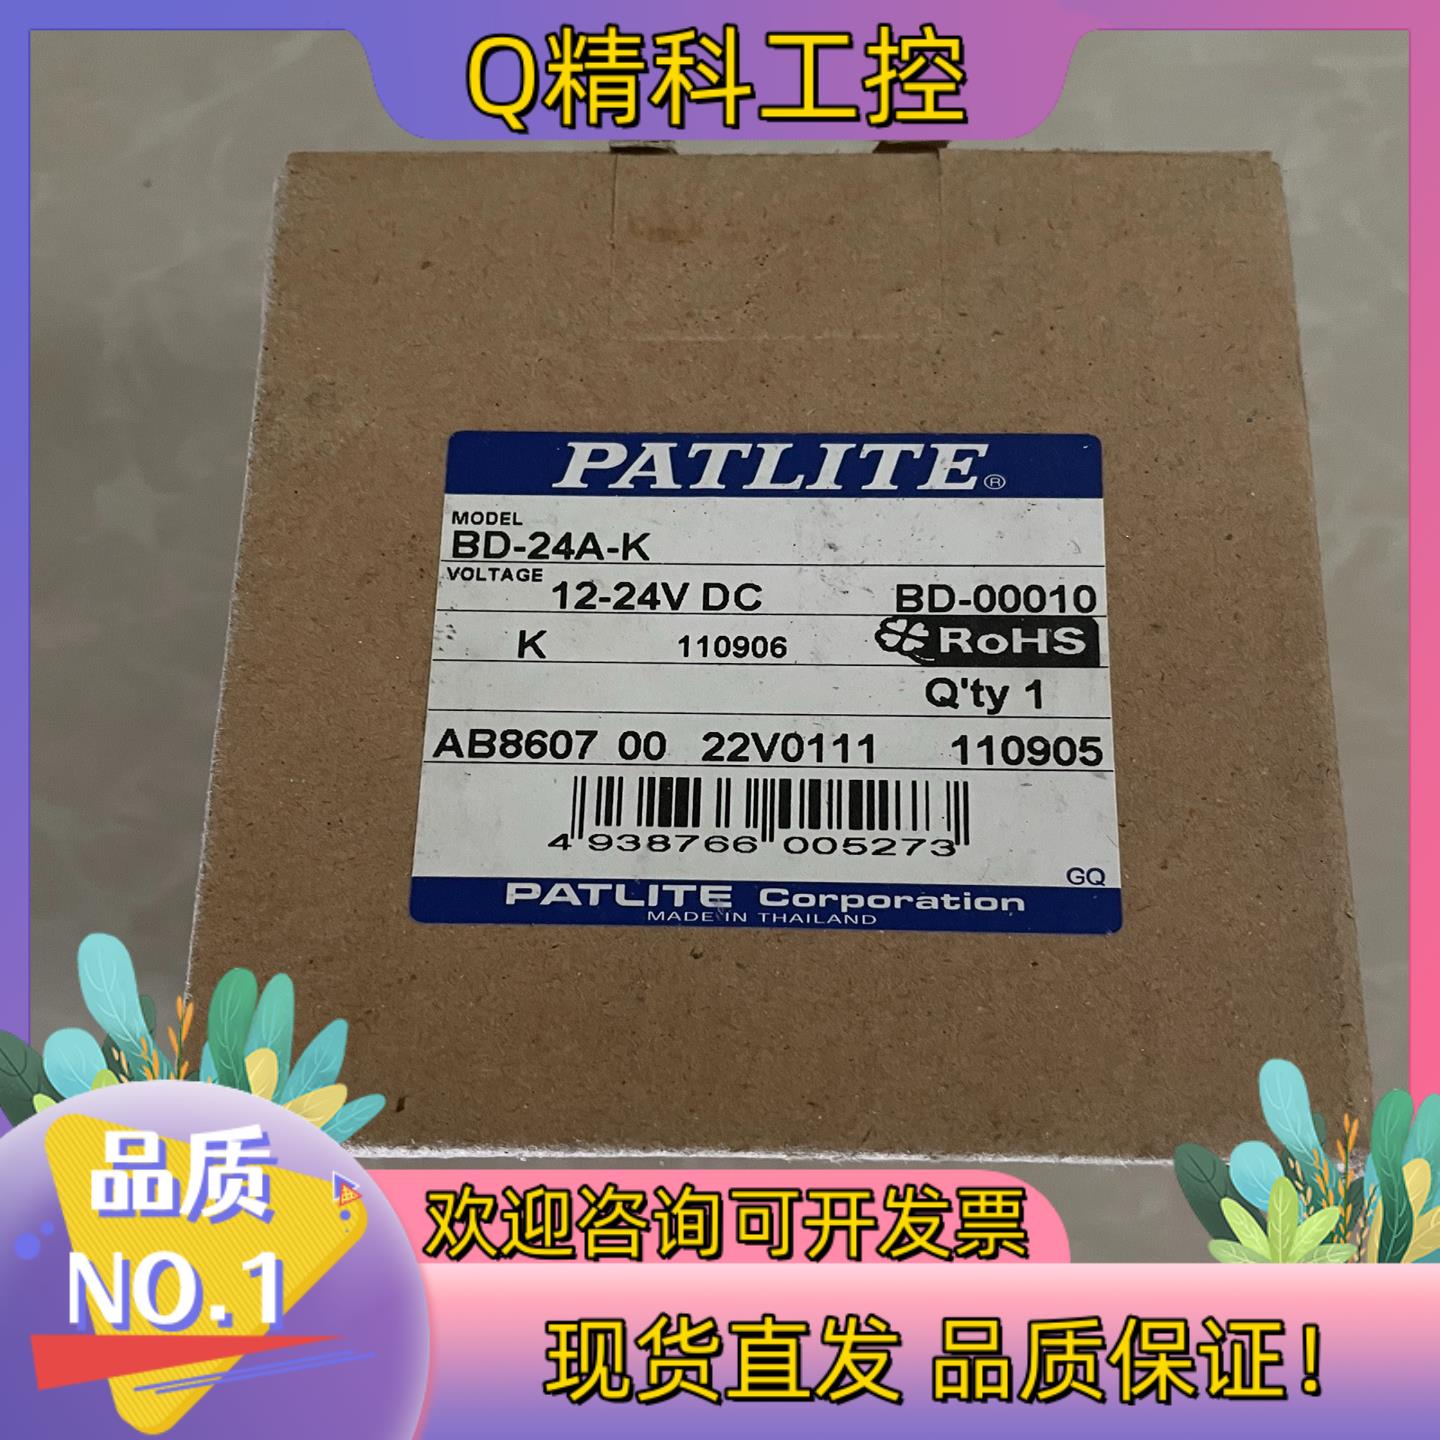 Q精科工控
PATLITE®
MODEL
BD-24A-K
VOLTAGE
12-24V DC BD-00010
K 110906 RoHS
Q'ty 1
AB8607 00 22V0111 110905
4 938766 005273
GQ
PATLITE Corporation
MADE IN THAILAND
品质
NO.1
欢迎咨询可开发票
现货直发 品质保证!